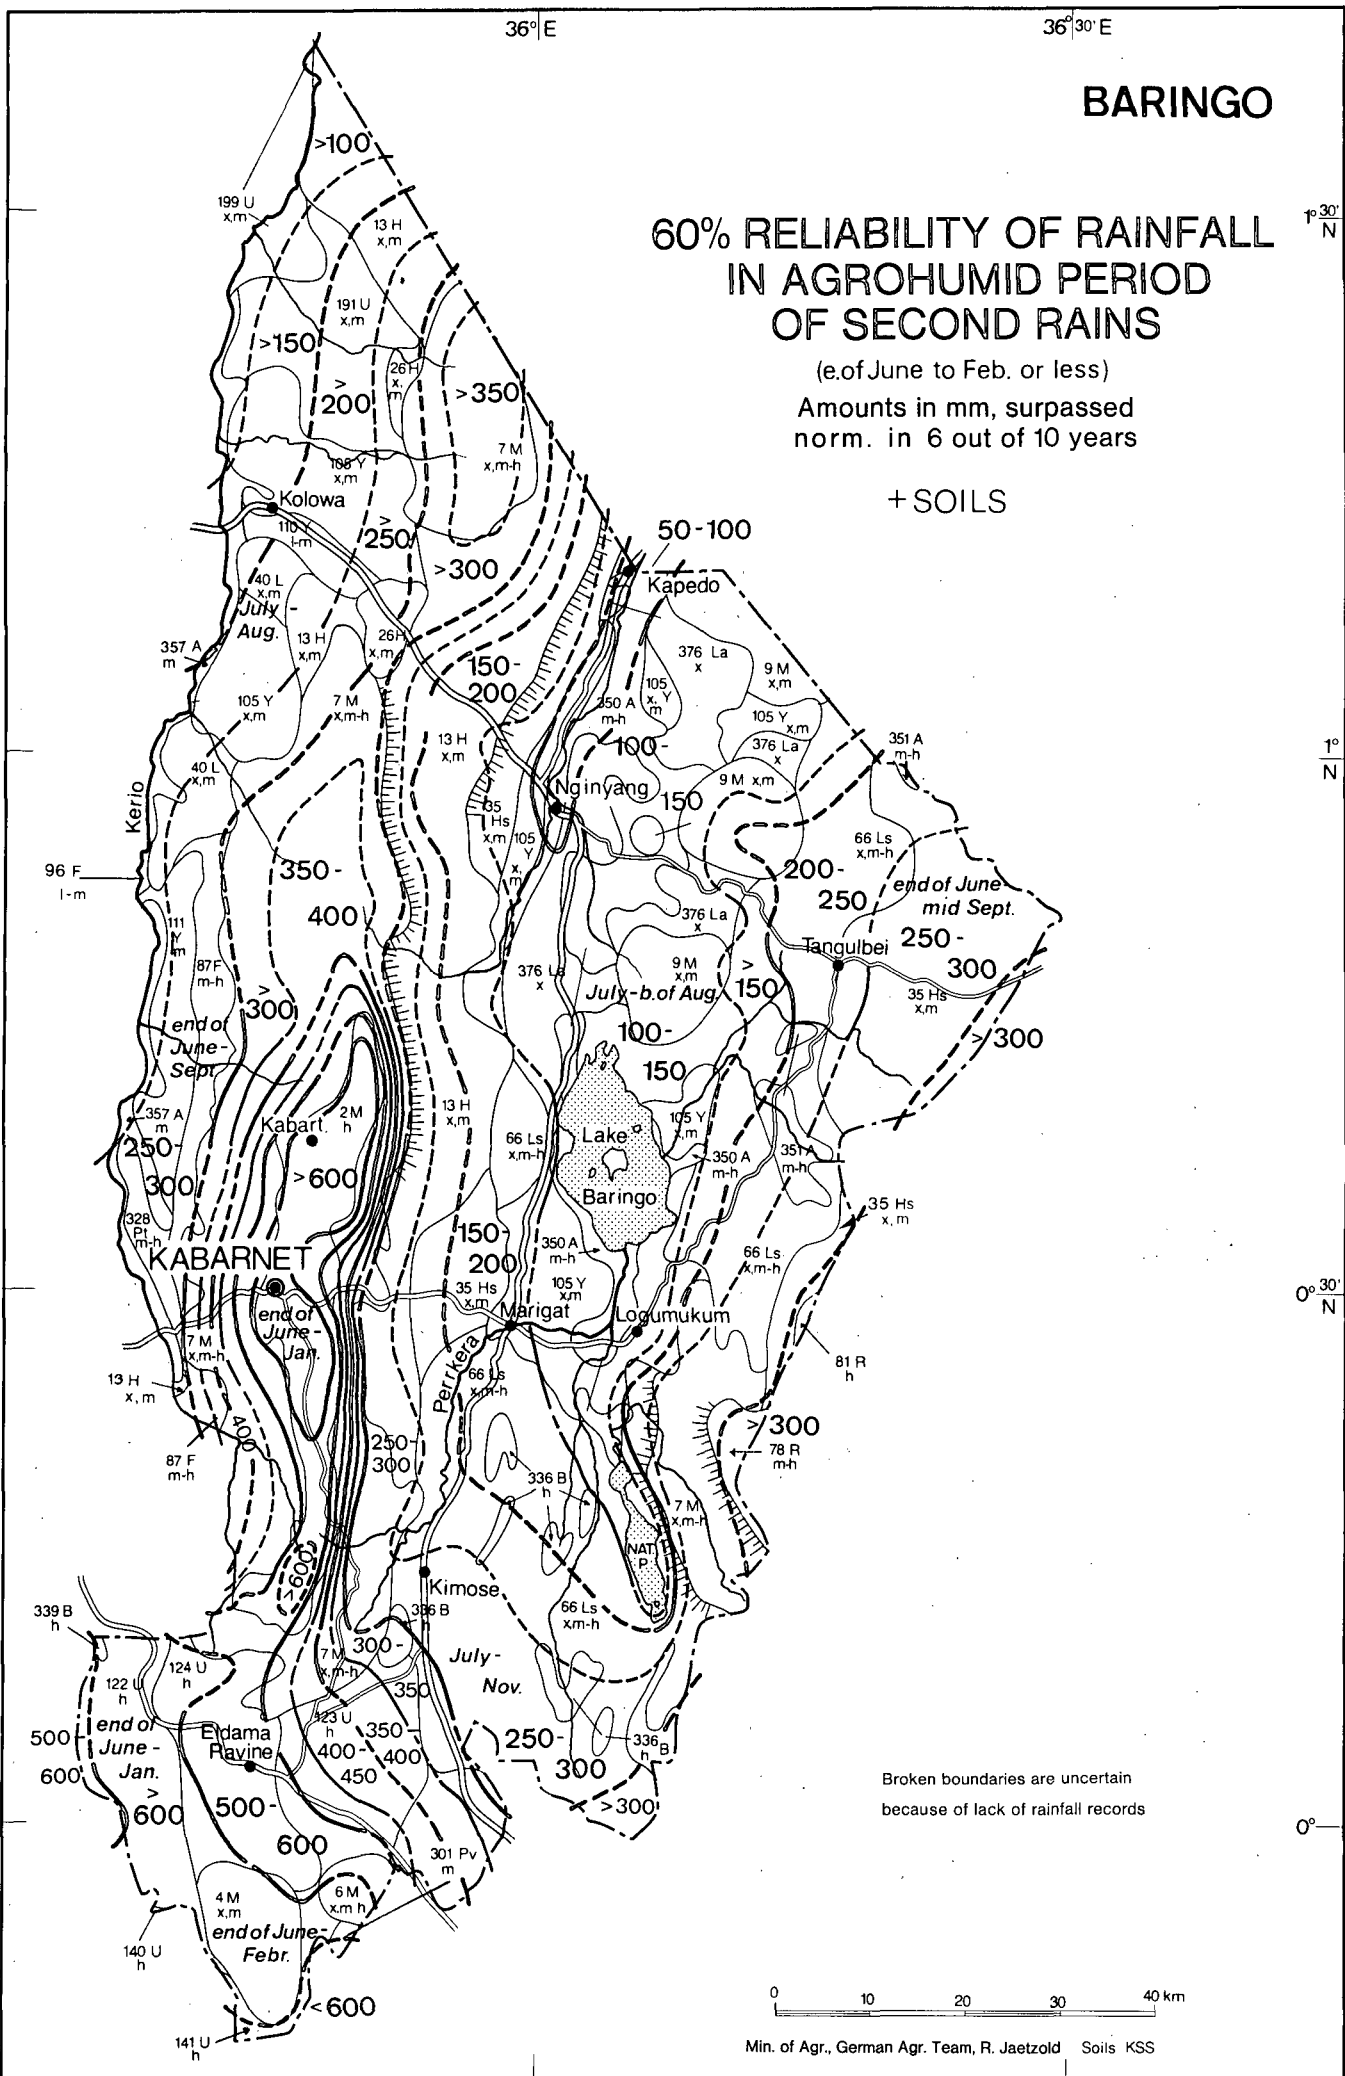 36° E
36° 30' E
BARINGO
>100
199 U
x,m
13 H
x,m
1° 30'
N
60% RELIABILITY OF RAINFALL
IN AGROHUMID PERIOD
OF SECOND RAINS
(e.of June to Feb. or less)
Amounts in mm, surpassed
norm. in 6 out of 10 years
+SOILS
191 U
x,m
>150
26 H
x,
m
>
200
>350
7 M
x,m-h
105 Y
x,m
Kolowa
110 Y
l-m
>
250
50-100
>300
Kapedo
40 L
x,m
July -
Aug.
13 H
x,m
26H
x,m
357 A
m
150-
200
376 La
x
9 M
x,m
105
x, Y
m
105 Y
x,m
7 M
x,m-h
350 A
m-h
105 Y
x,m
13 H
x,m
100-
150
376 La
x
351 A
m-h
1°
N
40 L
x,m
9 M x,m
Nginyang
Kerio
35
Hs
x,m
105
Y
x,
m
66 Ls
x,m-h
350-
400
96 F
l-m
200-
250
end of June-
mid Sept.
376 La
x
111
Y
m
Tangulbei
250-
300
87F
m-h
376 La
x
9 M
x,m
July-b.of Aug.
>
150
35 Hs
x,m
>
300
end of
June-
Sept.
100-
150
>300
357 A
m
Kabart.
2 M
h
13 H
x,m
105 Y
x,m
66 Ls
x,m-h
Lake
Baringo
350 A
m-h
351 A
m-h
250-
300
>600
35 Hs
x, m
328
Pt
m-h
150-
200
350 A
m-h
66 Ls
x,m-h
KABARNET
35 Hs
x,m
105 Y
x,m
0° 30'
N
Marigat
Logumukum
end of
June-
Jan.
7 M
x,m-h
Perrkera
66 Ls
x,m-h
81 R
h
13 H
x, m
400
>300
78 R
m-h
87 F
m-h
250-
300
336 B
h
7 M
x,m-h
NAT.
P.
>600
Kimose
339 B
h
336 B
h
66 Ls
x,m-h
124 U
h
7 M
x,m-h
300-
350
July-
Nov.
122 U
h
end of
June-
Jan.
500-
600
Eldama
Ravine
123 U
h
350-
400
400-
450
250-
300
336 B
h
Broken boundaries are uncertain
because of lack of rainfall records
>
600
500-
600
>300
0°
301 Pv
m
4 M
x,m
6 M
x.m h
end of June-
Febr.
140 U
h
<600
141 U
h
0 10 20 30 40 km
Min. of Agr., German Agr. Team, R. Jaetzold Soils KSS